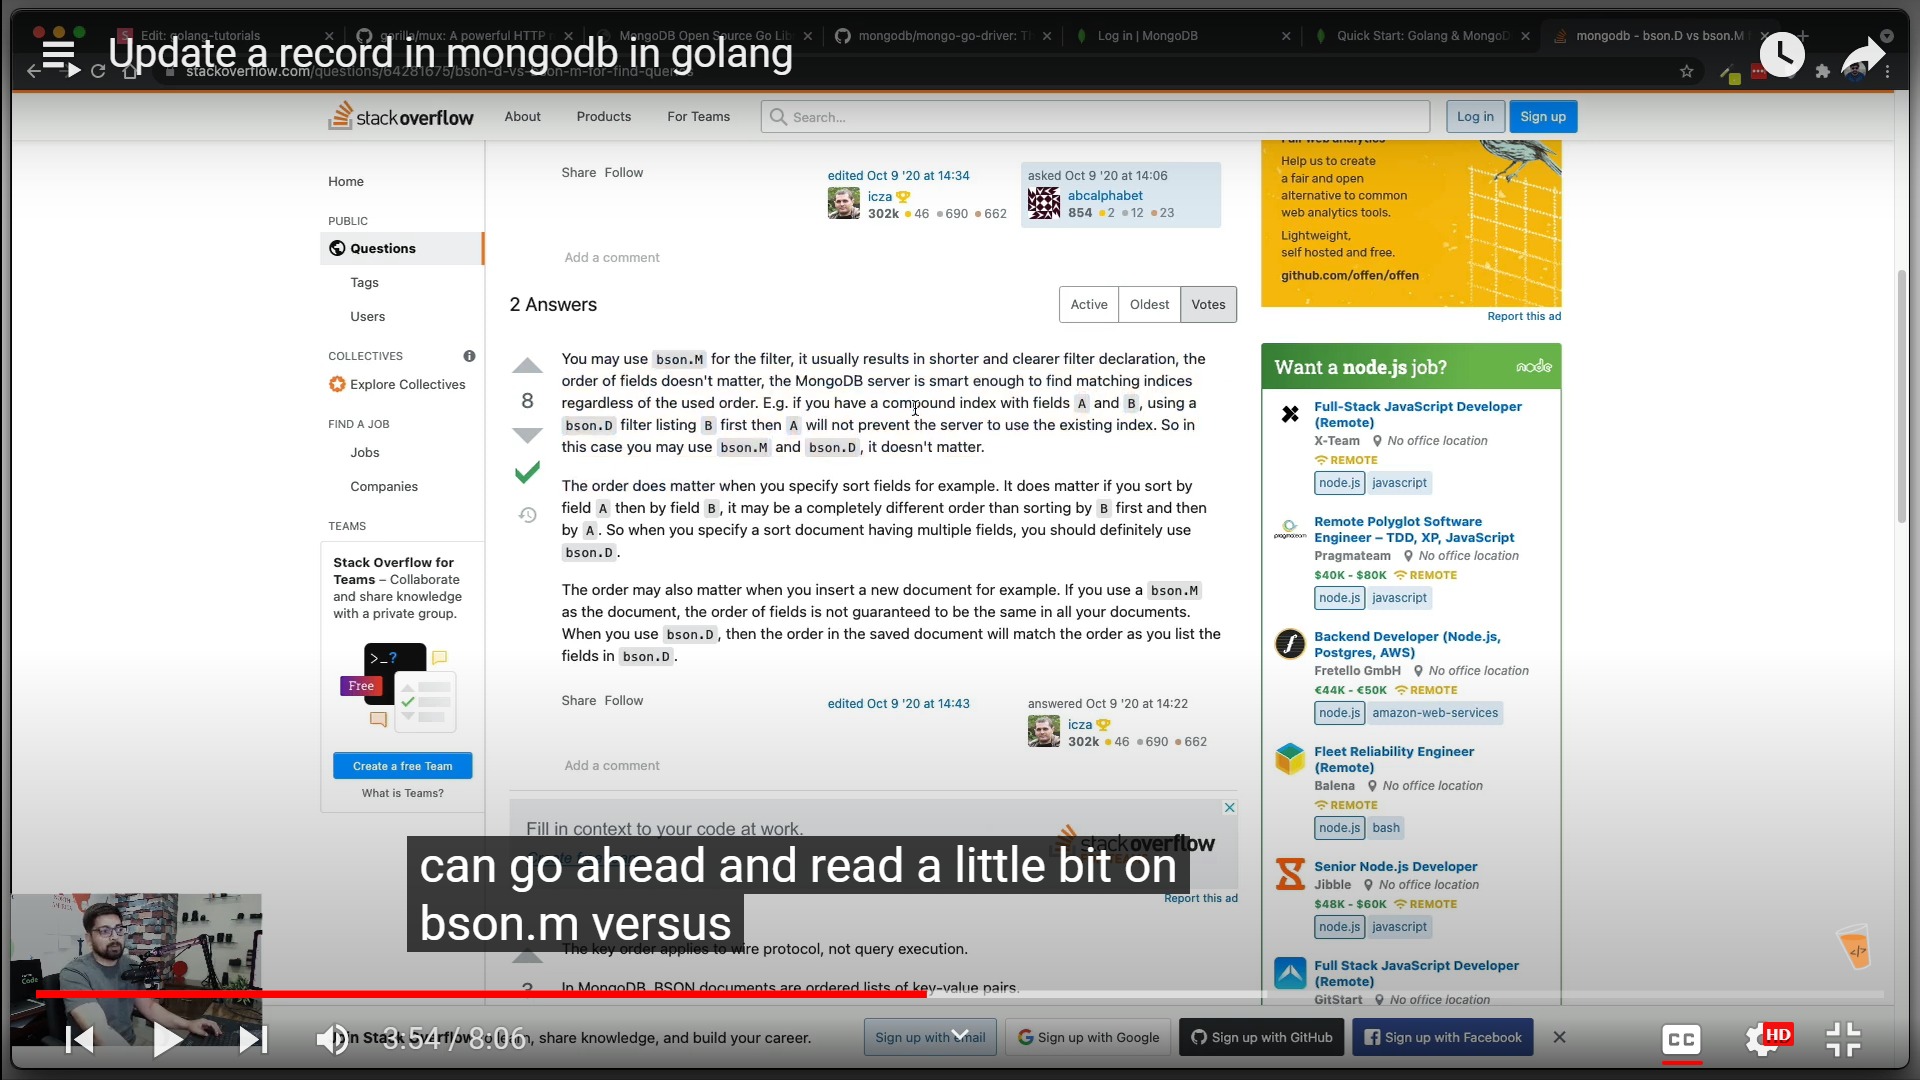 Edit: golang-tutorials
gorilla/mux: A powerful HTTP
MongoDB Open Source Go Lib
mongodb/mongo-go-driver: Th
Log in | MongoDB
Quick Start: Golang & MongoD
mongodb - bson.D vs bson.M
Update a record in mongodb in golang
stackoverflow.com/questions/64281675/bson-d-vs-bson-m-for-find-queries
stackoverflow
About
Products
For Teams
Search...
Log in
Sign up
Home
PUBLIC
Questions
Tags
Users
COLLECTIVES
Explore Collectives
FIND A JOB
Jobs
Companies
TEAMS
Stack Overflow for
Teams – Collaborate
and share knowledge
with a private group.
>_?
Free
Create a free Team
What is Teams?
Share Follow
edited Oct 9 '20 at 14:34
icza
302k 46 690 662
asked Oct 9 '20 at 14:06
abcalphabet
854 2 12 23
Add a comment
2 Answers
Active
Oldest
Votes
8
You may use bson.M for the filter, it usually results in shorter and clearer filter declaration, the
order of fields doesn't matter, the MongoDB server is smart enough to find matching indices
regardless of the used order. E.g. if you have a compound index with fields A and B, using a
bson.D filter listing B first then A will not prevent the server to use the existing index. So in
this case you may use bson.M and bson.D, it doesn't matter.
The order does matter when you specify sort fields for example. It does matter if you sort by
field A then by field B, it may be a completely different order than sorting by B first and then
by A. So when you specify a sort document having multiple fields, you should definitely use
bson.D.
The order may also matter when you insert a new document for example. If you use a bson.M
as the document, the order of fields is not guaranteed to be the same in all your documents.
When you use bson.D, then the order in the saved document will match the order as you list the
fields in bson.D.
Share Follow
edited Oct 9 '20 at 14:43
answered Oct 9 '20 at 14:22
icza
302k 46 690 662
Add a comment
Fill in context to your code at work.
stackoverflow
Report this ad
can go ahead and read a little bit on
bson.m versus
The key order applies to wire protocol, not query execution.
In MongoDB, BSON documents are ordered lists of key-value pairs.
Help us to create
a fair and open
alternative to common
web analytics tools.
Lightweight,
self hosted and free.
github.com/offen/offen
Report this ad
Want a node.js job?
node
Full-Stack JavaScript Developer
(Remote)
X-Team No office location
REMOTE
node.js javascript
Remote Polyglot Software
Engineer – TDD, XP, JavaScript
Pragmateam No office location
$40K - $80K REMOTE
node.js javascript
Backend Developer (Node.js,
Postgres, AWS)
Fretello GmbH No office location
€44K - €50K REMOTE
node.js amazon-web-services
Fleet Reliability Engineer
(Remote)
Balena No office location
REMOTE
node.js bash
Senior Node.js Developer
Jibble No office location
$48K - $60K REMOTE
node.js javascript
Full Stack JavaScript Developer
(Remote)
GitStart No office location
3:54 / 8:06
Join Stack Overflow to learn, share knowledge, and build your career.
Sign up with email
Sign up with Google
Sign up with GitHub
Sign up with Facebook
CC
HD